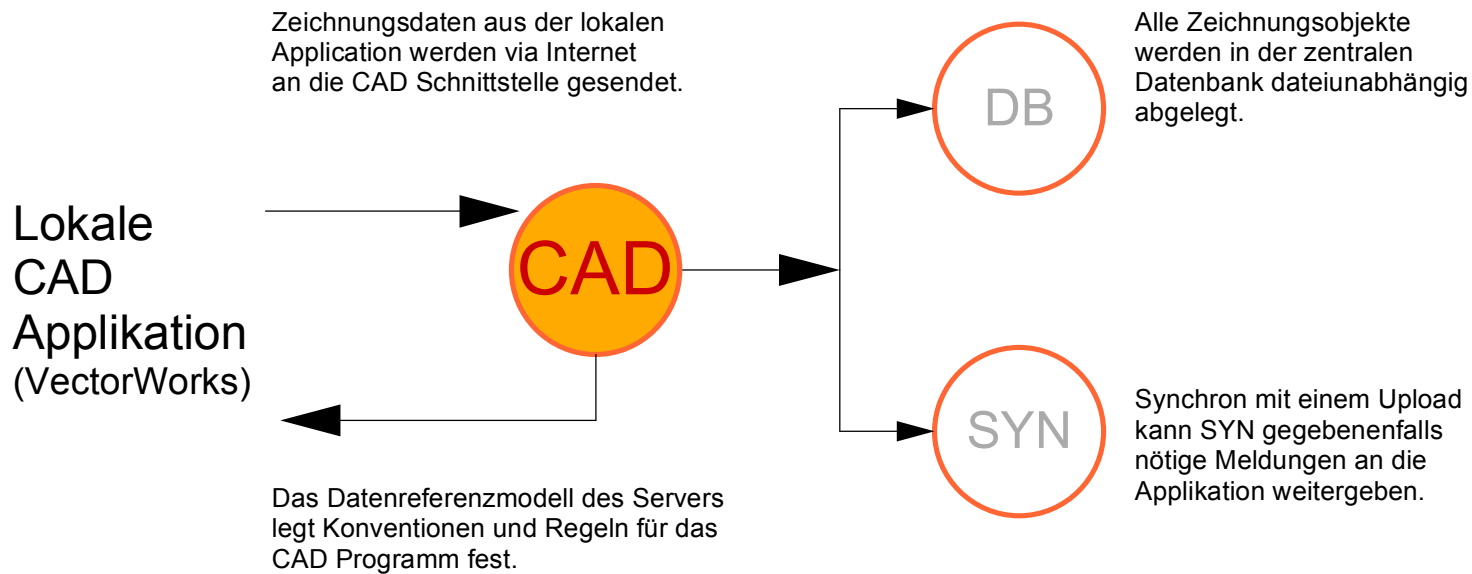 Zeichnungsdaten aus der lokalen
Application werden via Internet
an die CAD Schnittstelle gesendet.
Alle Zeichnungsobjekte
werden in der zentralen
Datenbank dateiunabhängig
abgelegt.
DB
Lokale
CAD
Applikation
(VectorWorks)
CAD
SYN
Synchron mit einem Upload
kann SYN gegebenenfalls
nötige Meldungen an die
Applikation weitergeben.
Das Datenreferenzmodell des Servers
legt Konventionen und Regeln für das
CAD Programm fest.